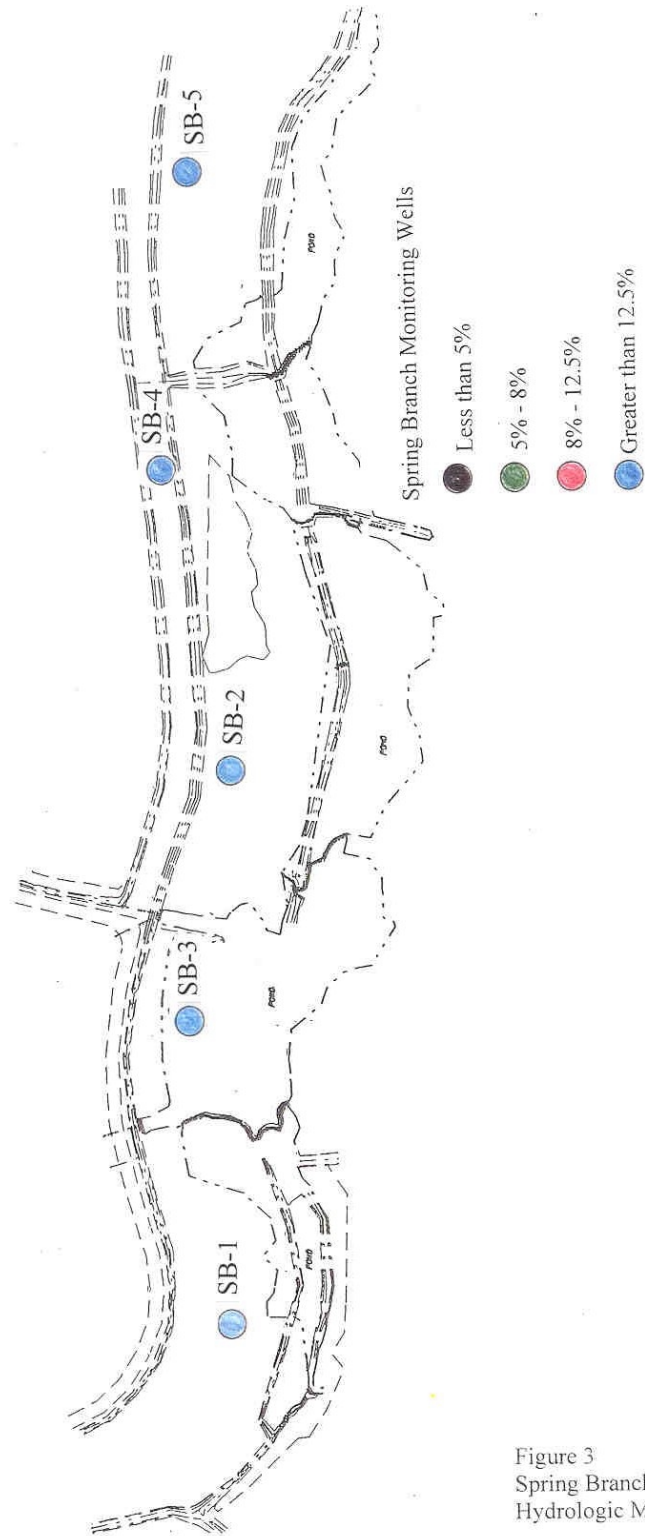 SB-5
SB-4
SB-2
SB-3
SB-1
POND
POND
POND
POND
Spring Branch Monitoring Wells
Less than 5%
5% - 8%
8% - 12.5%
Greater than 12.5%
Figure 3
Spring Branch
Hydrologic M